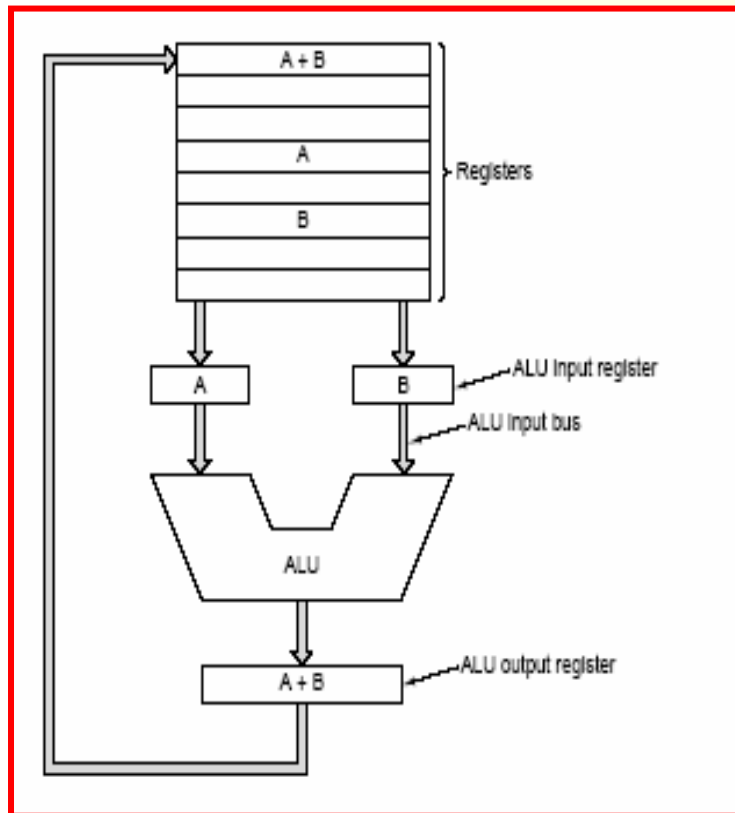 A + B
A
Registers
B
A
B
ALU input register
ALU input bus
ALU
A + B
ALU output register